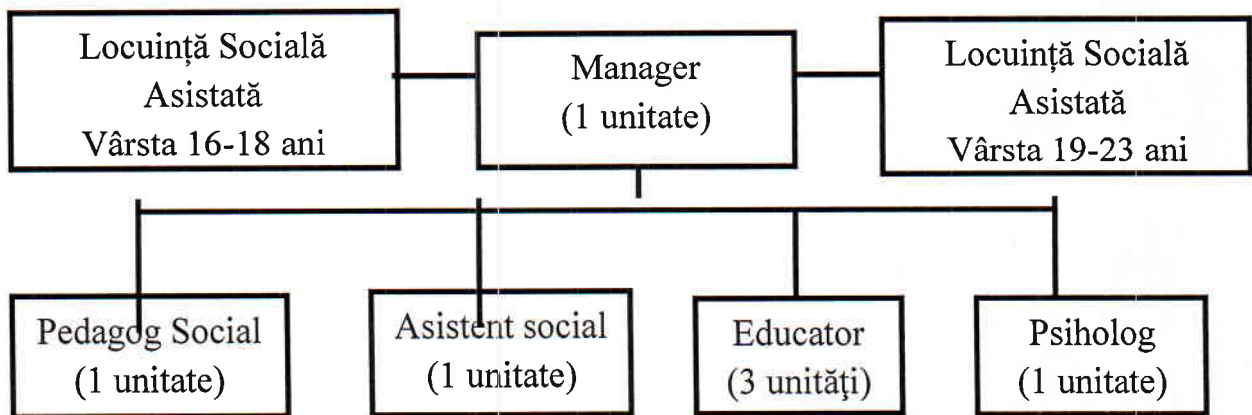 Locuință Socială
Asistată
Vârsta 16-18 ani
Manager
(1 unitate)
Locuință Socială
Asistată
Vârsta 19-23 ani
Pedagog Social
(1 unitate)
Asistent social
(1 unitate)
Educator
(3 unităţi)
Psiholog
(1 unitate)